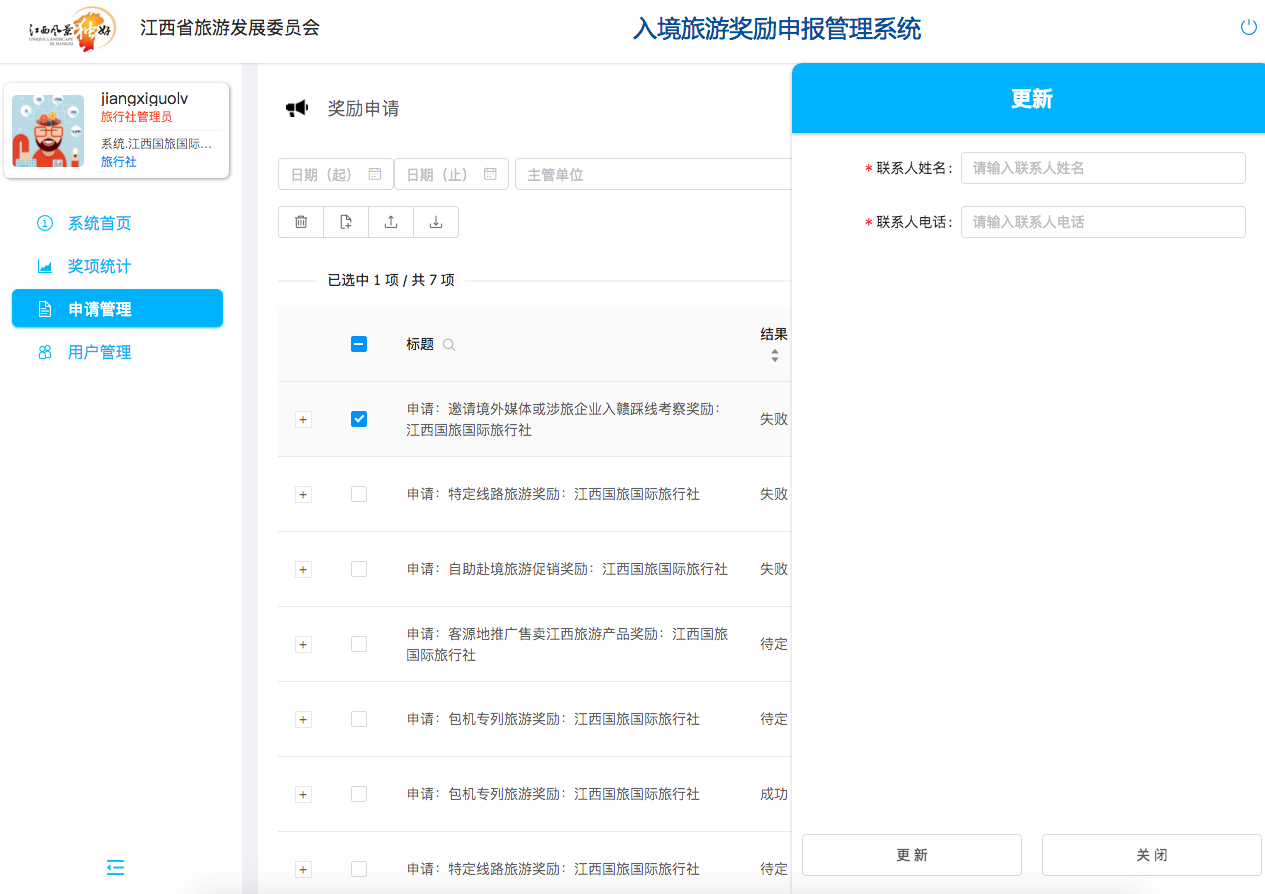 江西风景独好
UNIQUE LANDSCAPE
IN JIANGXI
江西省旅游发展委员会
入境旅游奖励申报管理系统
jiangxiguolv
旅行社管理员
系统.江西国旅国际...
旅行社
系统首页
奖项统计
申请管理
用户管理
奖励申请
日期（起）
日期（止）
主管单位
已选中 1 项 / 共 7 项
标题
结果
申请：邀请境外媒体或涉旅企业入赣踩线考察奖励：
江西国旅国际旅行社
失败
申请：特定线路旅游奖励：江西国旅国际旅行社
失败
申请：自助赴境旅游促销奖励：江西国旅国际旅行社
失败
申请：客源地推广售卖江西旅游产品奖励：江西国旅
国际旅行社
待定
申请：包机专列旅游奖励：江西国旅国际旅行社
待定
申请：包机专列旅游奖励：江西国旅国际旅行社
成功
申请：特定线路旅游奖励：江西国旅国际旅行社
待定
更新
* 联系人姓名：
请输入联系人姓名
* 联系人电话：
请输入联系人电话
更 新
关 闭